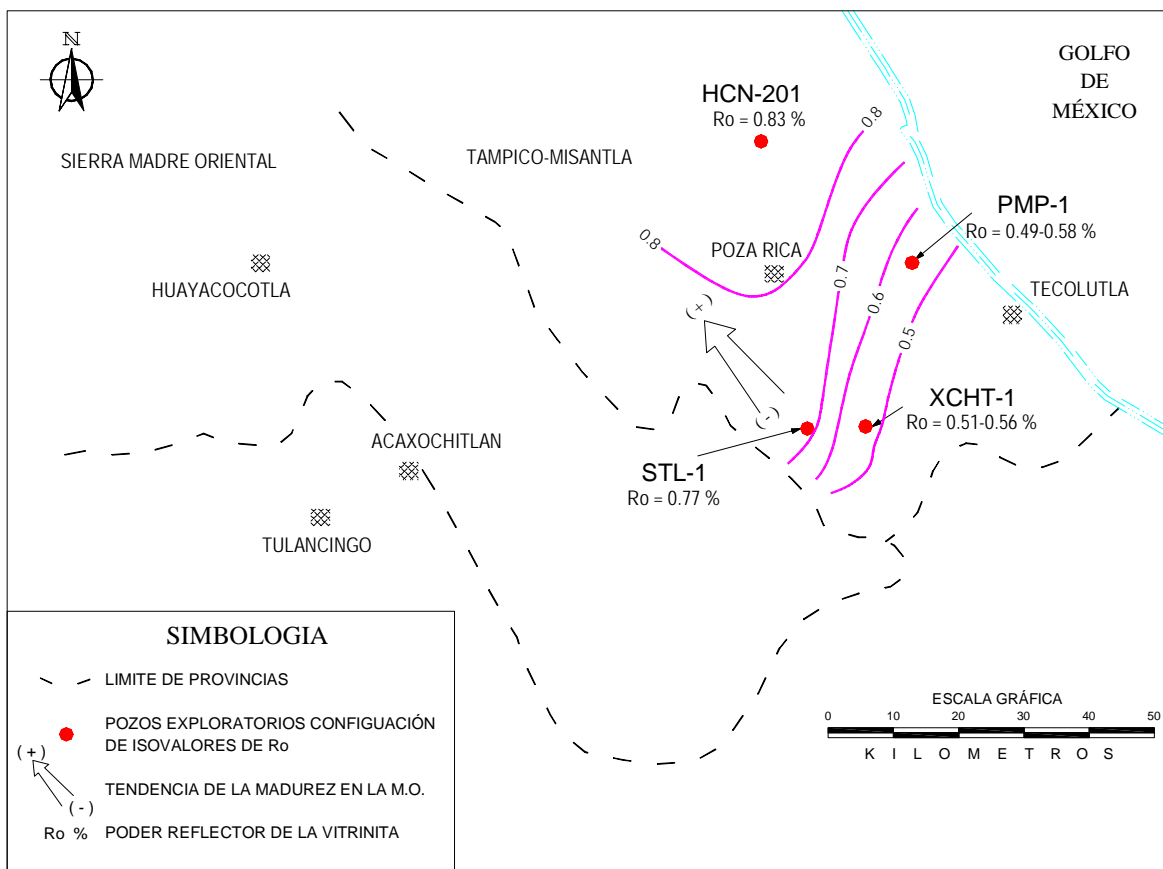 N
GOLFO
DE
MÉXICO
HCN-201
Ro = 0.83 %
0.8
SIERRA MADRE ORIENTAL
TAMPICO-MISANTLA
PMP-1
Ro = 0.49-0.58 %
0.8
POZA RICA
0.7
HUAYACOCOTLA
TECOLUTLA
(+)
0.6
0.5
(-)
XCHT-1
Ro = 0.51-0.56 %
ACAXOCHITLAN
STL-1
Ro = 0.77 %
TULANCINGO
SIMBOLOGIA
LIMITE DE PROVINCIAS
POZOS EXPLORATORIOS CONFIGUACIÓN
DE ISOVALORES DE Ro
(+)
TENDENCIA DE LA MADUREZ EN LA M.O.
(-)
Ro % PODER REFLECTOR DE LA VITRINITA
ESCALA GRÁFICA
0 10 20 30 40 50
K I L O M E T R O S